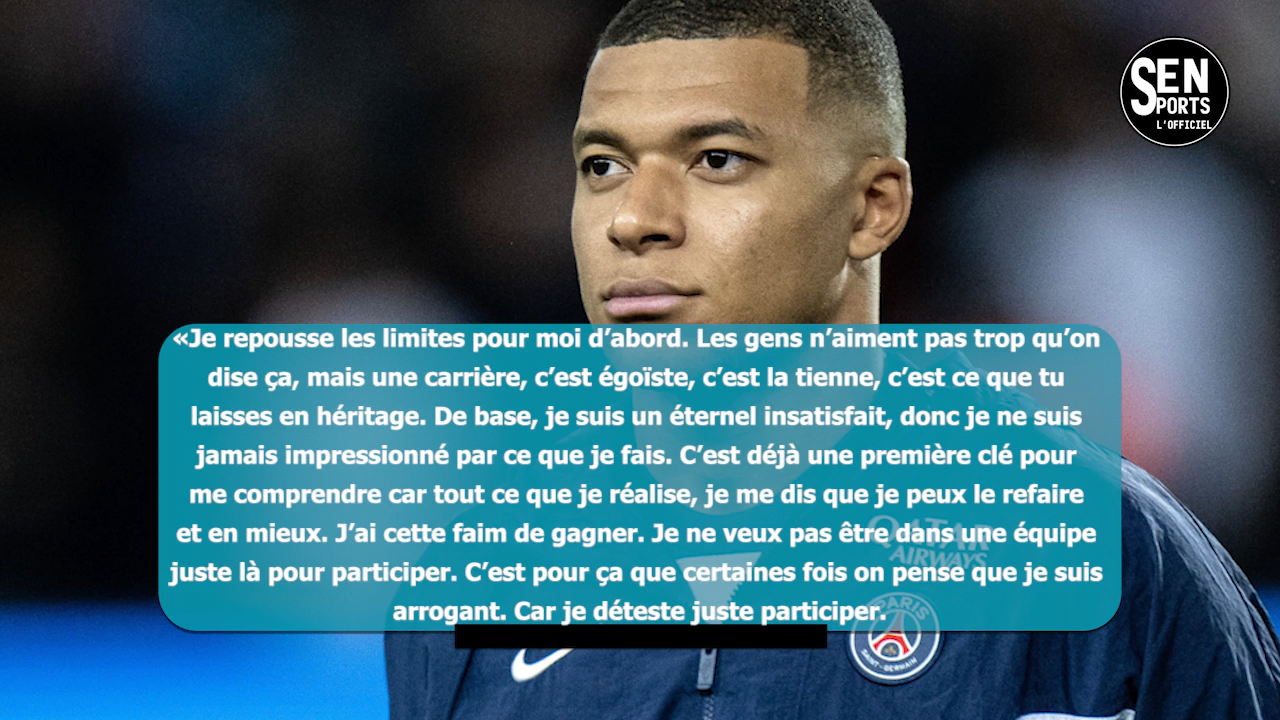 SEN
SPORTS
L'OFFICIEL
«Je repousse les limites pour moi d’abord. Les gens n’aiment pas trop qu’on
dise ça, mais une carrière, c’est égoïste, c’est la tienne, c’est ce que tu
laisses en héritage. De base, je suis un éternel insatisfait, donc je ne suis
jamais impressionné par ce que je fais. C’est déjà une première clé pour
me comprendre car tout ce que je réalise, je me dis que je peux le refaire
et en mieux. J’ai cette faim de gagner. Je ne veux pas être dans une équipe
juste là pour participer. C’est pour ça que certaines fois on pense que je suis
arrogant. Car je déteste juste participer.
QATAR
AIRWAYS
PARIS
SAINT-GERMAIN